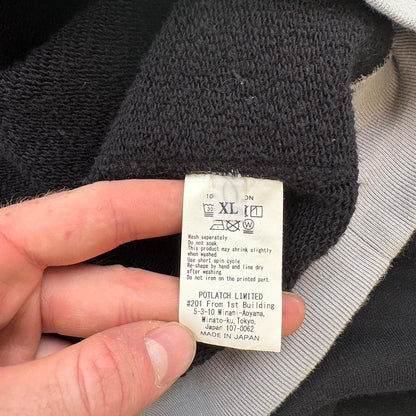 XL
Wash separately
Do not soak.
This product may shrink slightly
when washed
Use short spin cycle
Re-shape by hand and line dry
after washing
Do not iron on the printed part
POTLATCH LIMITED
#201 From 1st Building
5-3-10 Minami-Aoyama,
Minato-ku, Tokyo,
Japan 107-0062
MADE IN JAPAN